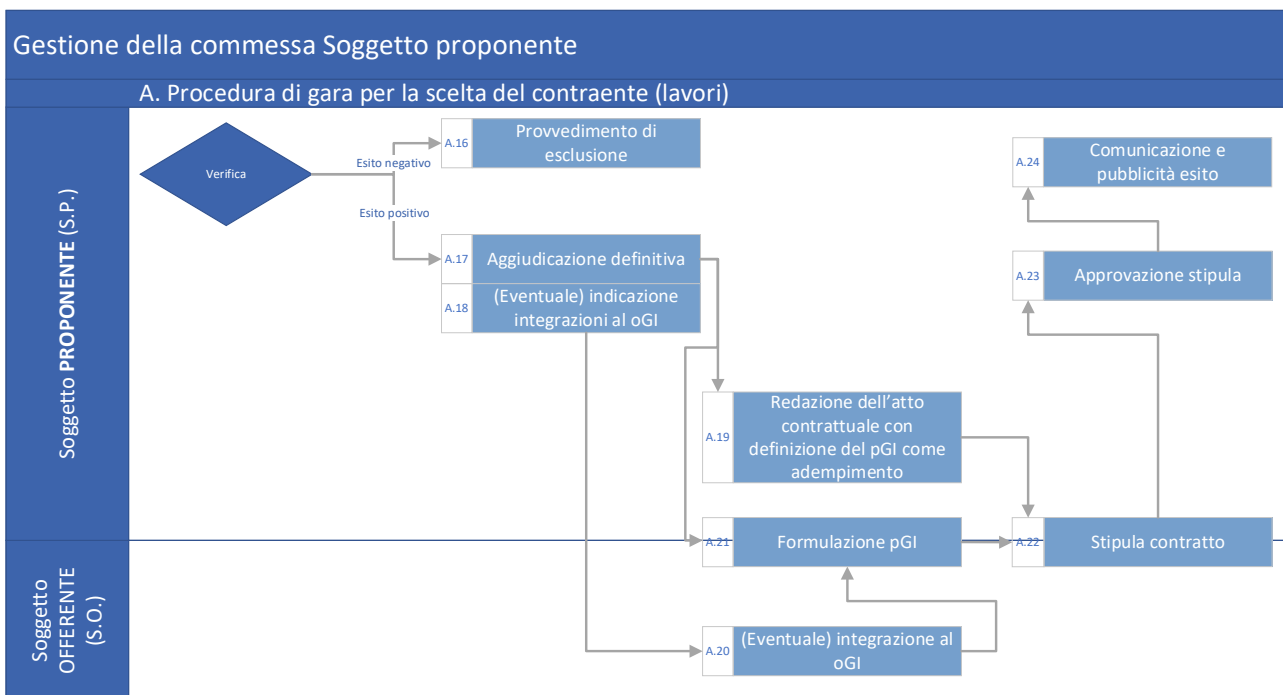 Gestione della commessa Soggetto proponente
A. Procedura di gara per la scelta del contraente (lavori)
Soggetto PROPONENTE (S.P.)
Verifica
Esito negativo
Esito positivo
A.16
Provvedimento di
esclusione
A.17
Aggiudicazione definitiva
A.18
(Eventuale) indicazione
integrazioni al oGI
A.19
Redazione dell’atto
contrattuale con
definizione del pGI come
adempimento
A.24
Comunicazione e
pubblicità esito
A.23
Approvazione stipula
A.21
Formulazione pGI
A.22
Stipula contratto
Soggetto
OFFERENTE
(S.O.)
A.20
(Eventuale) integrazione al
oGI